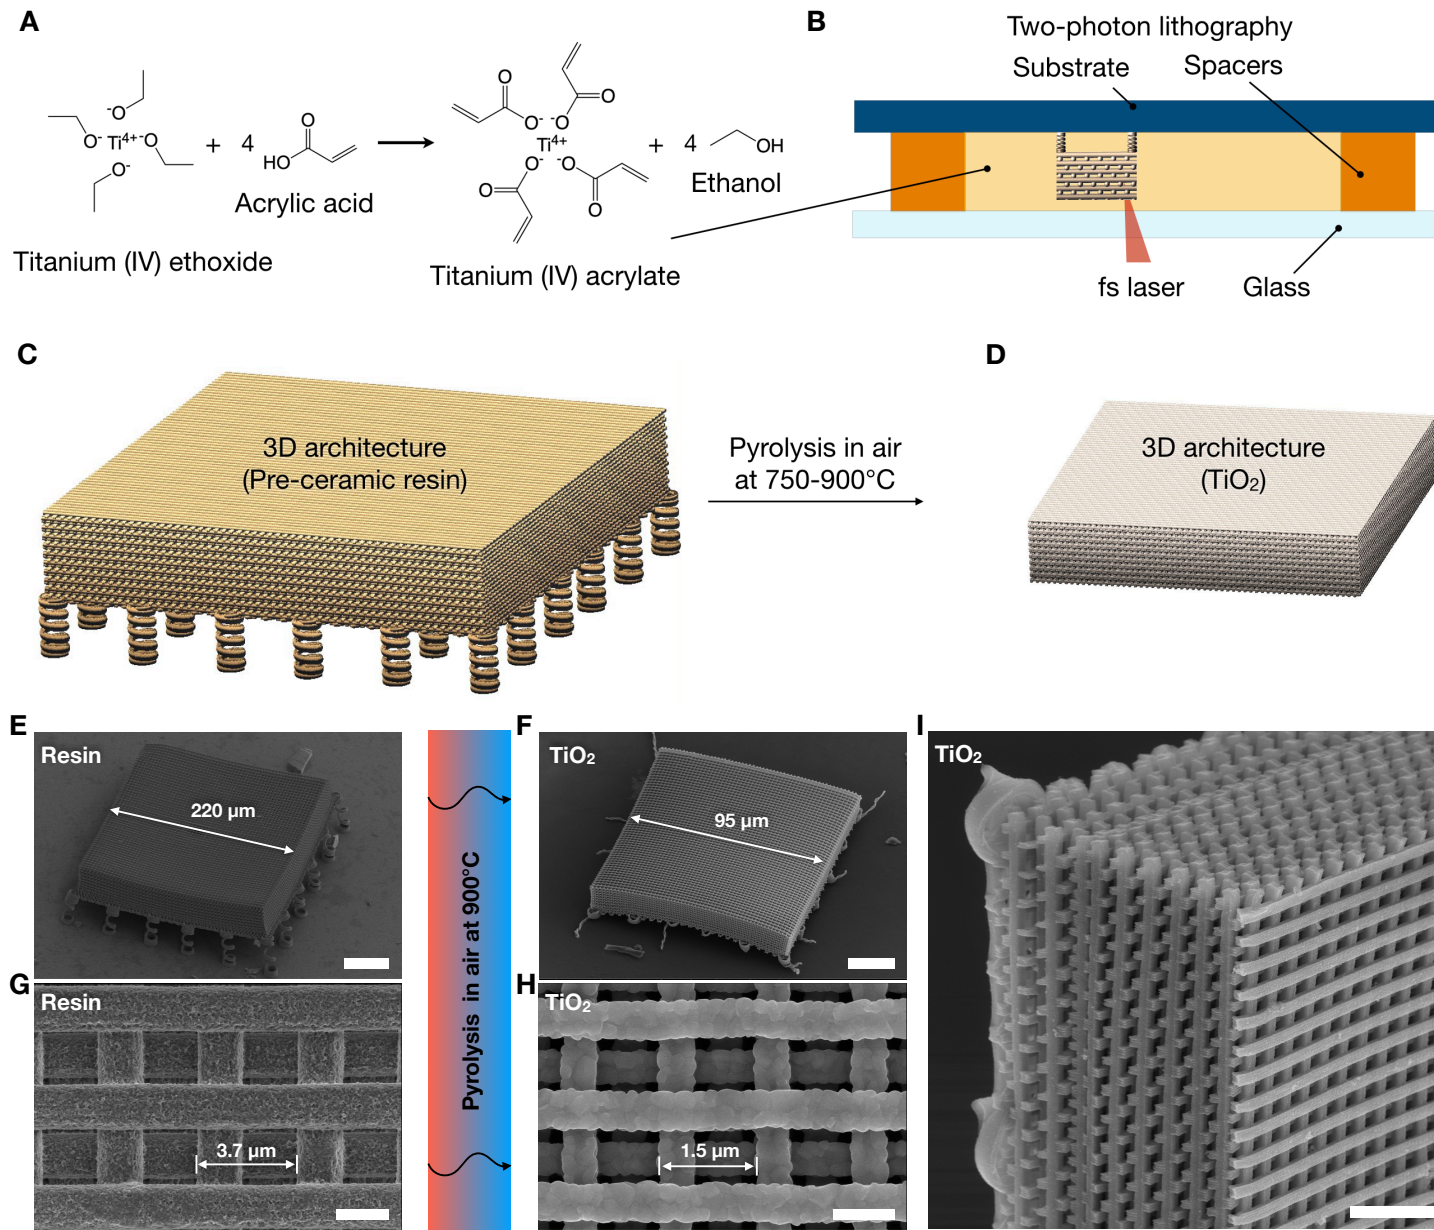 A
B
Two-photon lithography
Substrate
Spacers
-O
O-
Ti4+
-O
O-
+
4
O
HO
Acrylic acid
Titanium (IV) ethoxide
O
O
O-
-O
Ti4+
O-
-O
O
O
+
4
OH
Ethanol
Titanium (IV) acrylate
fs laser
Glass
C
D
3D architecture
(Pre-ceramic resin)
Pyrolysis in air
at 750-900°C
3D architecture
(TiO₂)
E
Resin
220 µm
F
TiO₂
95 µm
I
TiO₂
Pyrolysis in air at 900°C
G
Resin
3.7 µm
H
TiO₂
1.5 µm